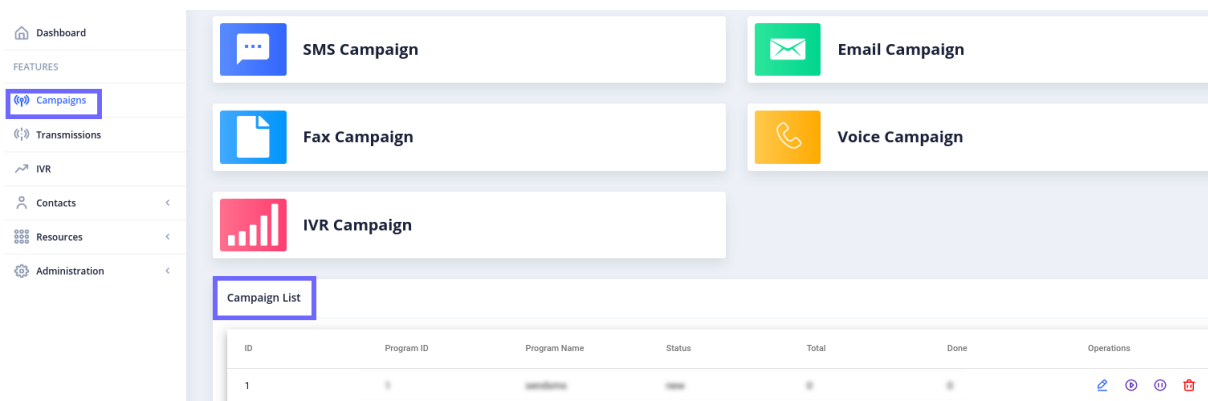 Dashboard
FEATURES
Campaigns
Transmissions
IVR
Contacts
Resources
Administration
SMS Campaign
Email Campaign
Fax Campaign
Voice Campaign
IVR Campaign
Campaign List
ID Program ID Program Name Status Total Done Operations
1